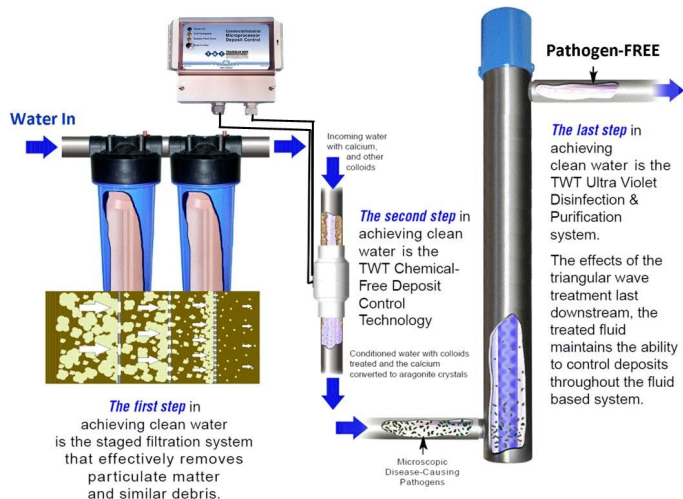 Commercial/Industrial
Microprocessor
Deposit Control
TWT
Water In
Pathogen-FREE
Incoming water
with calcium,
and other
colloids
The second step in
achieving clean
water is the
TWT Chemical-
Free Deposit
Control
Technology
Conditioned water with colloids
treated and the calcium
converted to aragonite crystals
The first step in
achieving clean water
is the staged filtration system
that effectively removes
particulate matter
and similar debris.
Microscopic
Disease-Causing
Pathogens
The last step in
achieving
clean water is the
TWT Ultra Violet
Disinfection &
Purification
system.
The effects of the
triangular wave
treatment last
downstream, the
treated fluid
maintains the ability
to control deposits
throughout the fluid
based system.